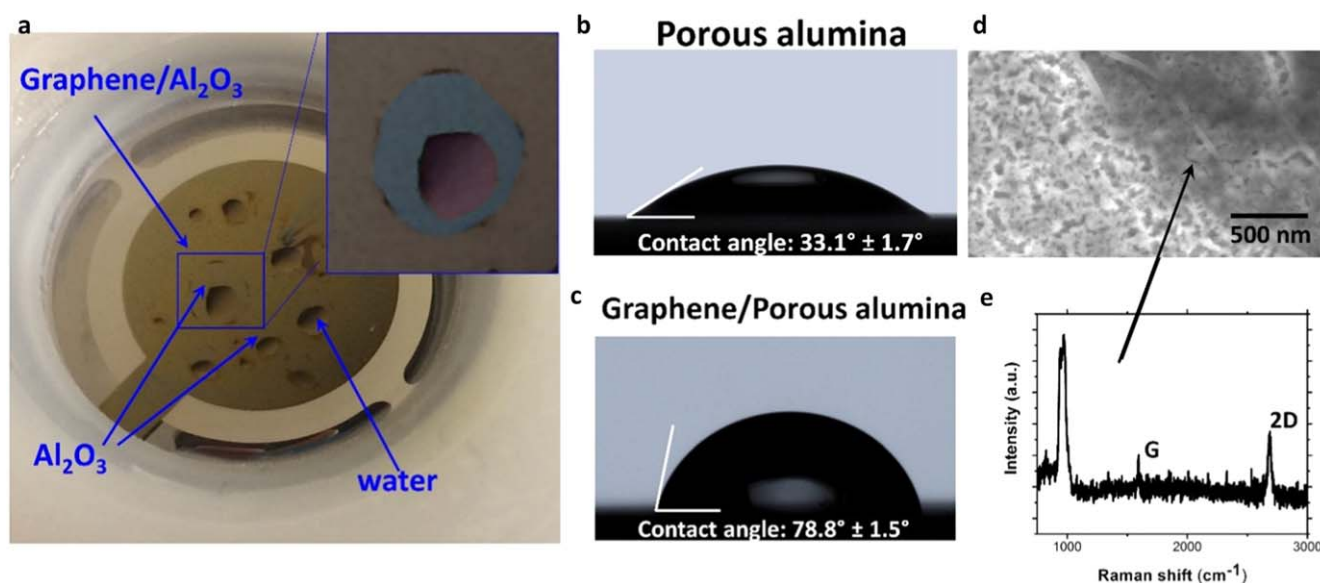 a
Graphene/Al₂O₃
Al₂O₃
water
b
Porous alumina
Contact angle: 33.1° ± 1.7°
c
Graphene/Porous alumina
Contact angle: 78.8° ± 1.5°
d
500 nm
e
Intensity (a.u.)
G
2D
1000 2000 3000
Raman shift (cm⁻¹)